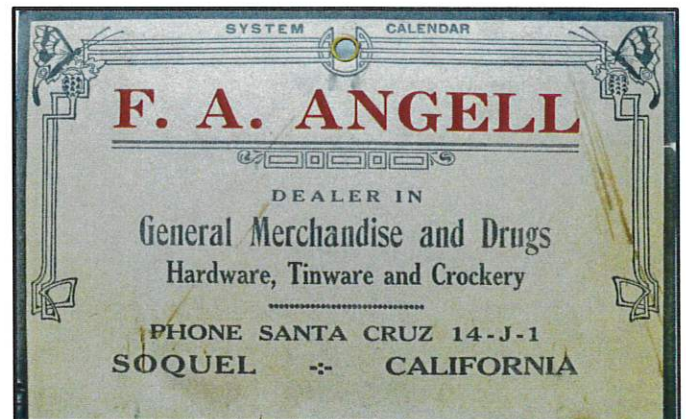 SYSTEM CALENDAR
F. A. ANGELL
DEALER IN
General Merchandise and Drugs
Hardware, Tinware and Crockery
PHONE SANTA CRUZ 14-J-1
SOQUEL -:- CALIFORNIA